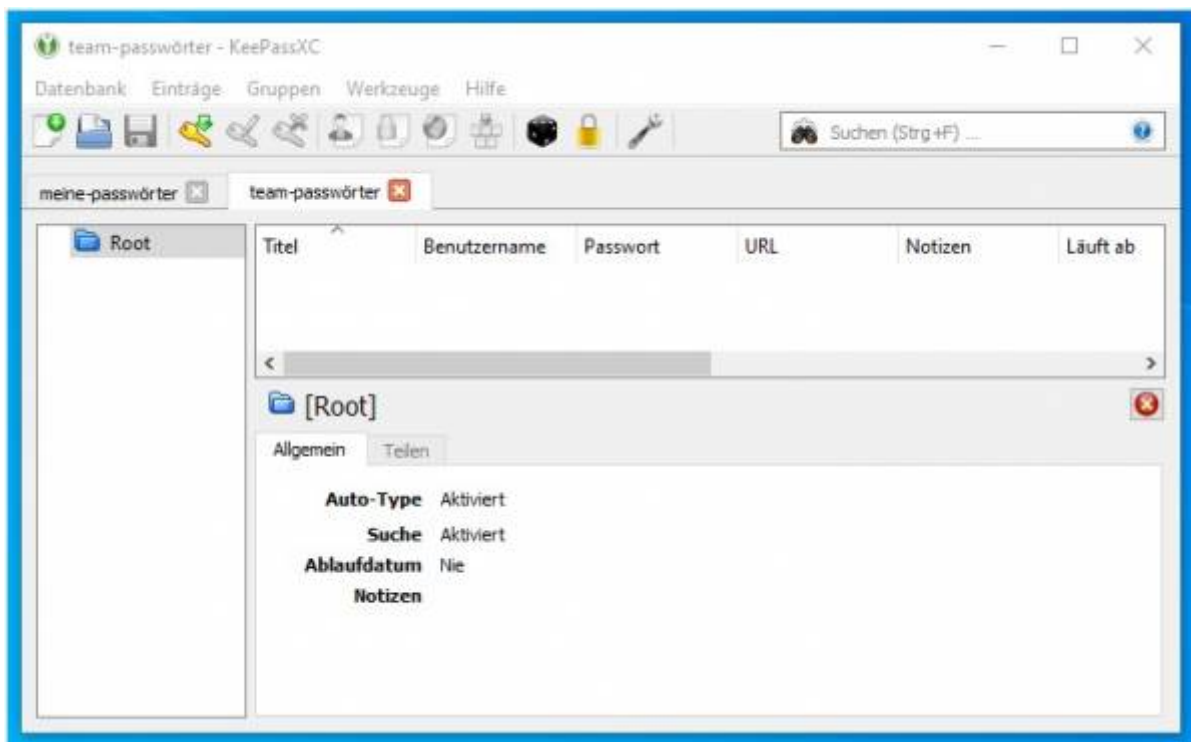 team-passwörter - KeePassXC
Datenbank Einträge Gruppen Werkzeuge Hilfe
Suchen (Strg+F) ...
meine-passwörter team-passwörter
Root
Titel Benutzername Passwort URL Notizen Läuft ab
[Root]
Allgemein Teilen
Auto-Type Aktiviert
Suche Aktiviert
Ablaufdatum Nie
Notizen